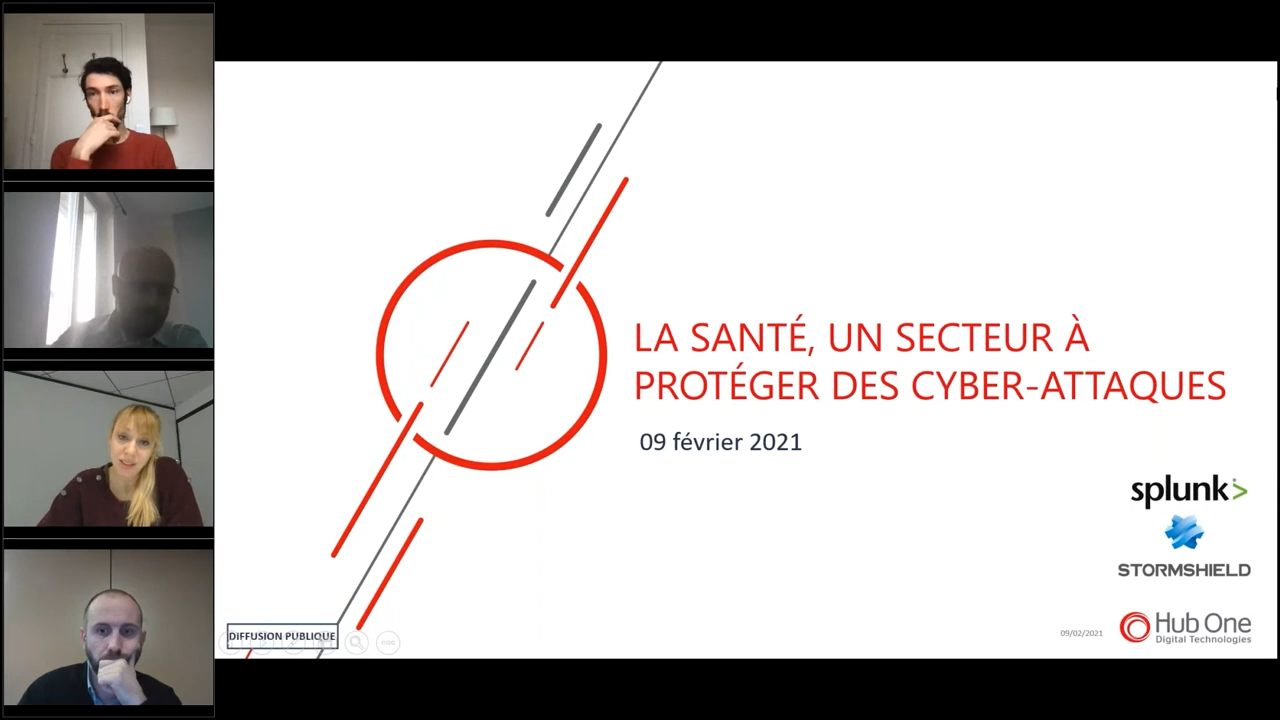 LA SANTÉ, UN SECTEUR À
PROTÉGER DES CYBER-ATTAQUES
09 février 2021
splunk>
STORMSHIELD
DIFFUSION PUBLIQUE
09/02/2021
Hub One
Digital Technologies